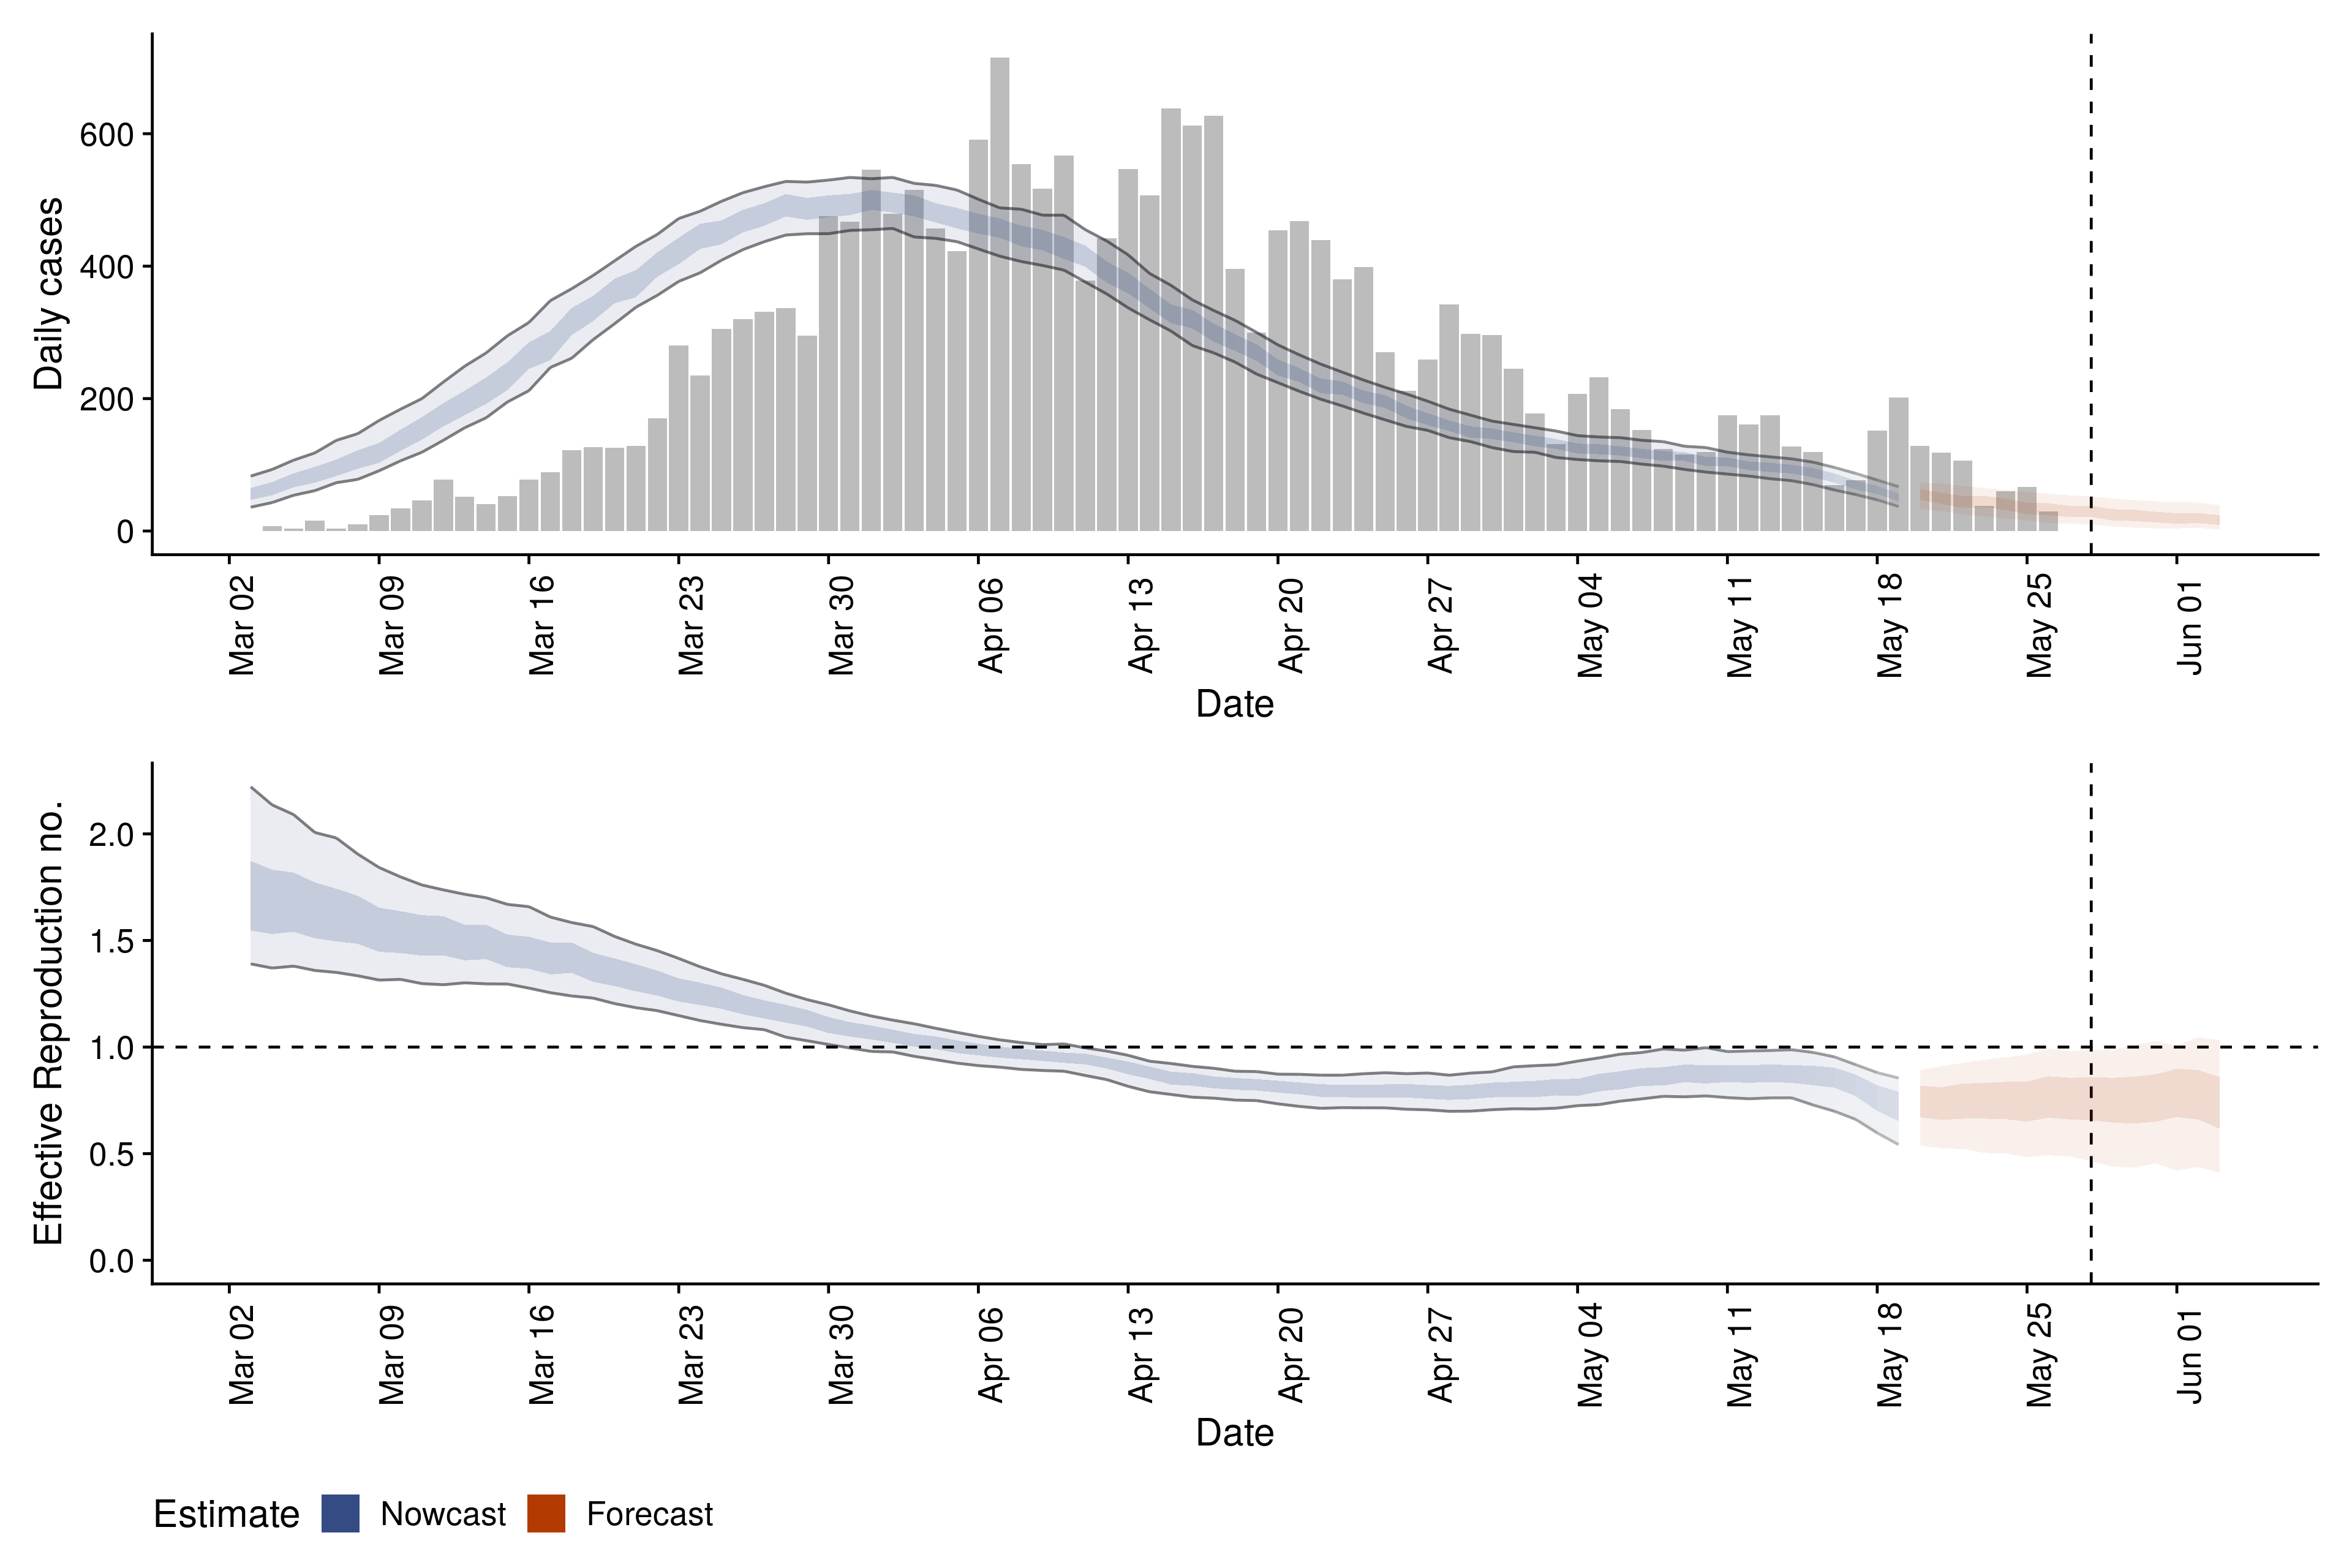 Daily cases
600
400
200
0
Mar 02
Mar 09
Mar 16
Mar 23
Mar 30
Apr 06
Apr 13
Apr 20
Apr 27
May 04
May 11
May 18
May 25
Jun 01
Date
Effective Reproduction no.
2.0
1.5
1.0
0.5
0.0
Mar 02
Mar 09
Mar 16
Mar 23
Mar 30
Apr 06
Apr 13
Apr 20
Apr 27
May 04
May 11
May 18
May 25
Jun 01
Date
Estimate Nowcast Forecast